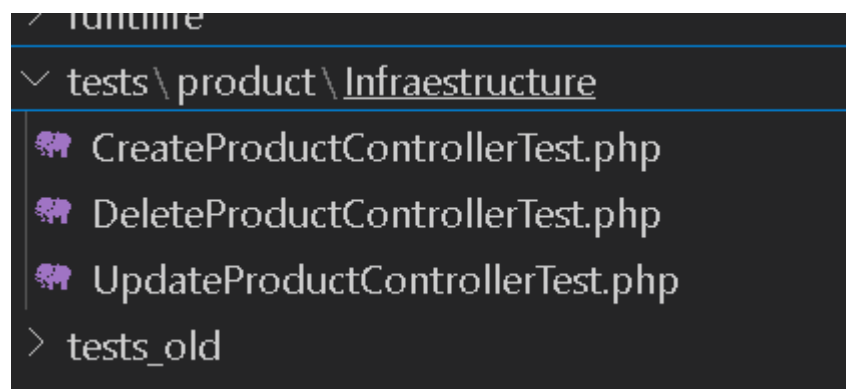 tests\product\Infraestructure
CreateProductControllerTest.php
DeleteProductControllerTest.php
UpdateProductControllerTest.php
tests_old